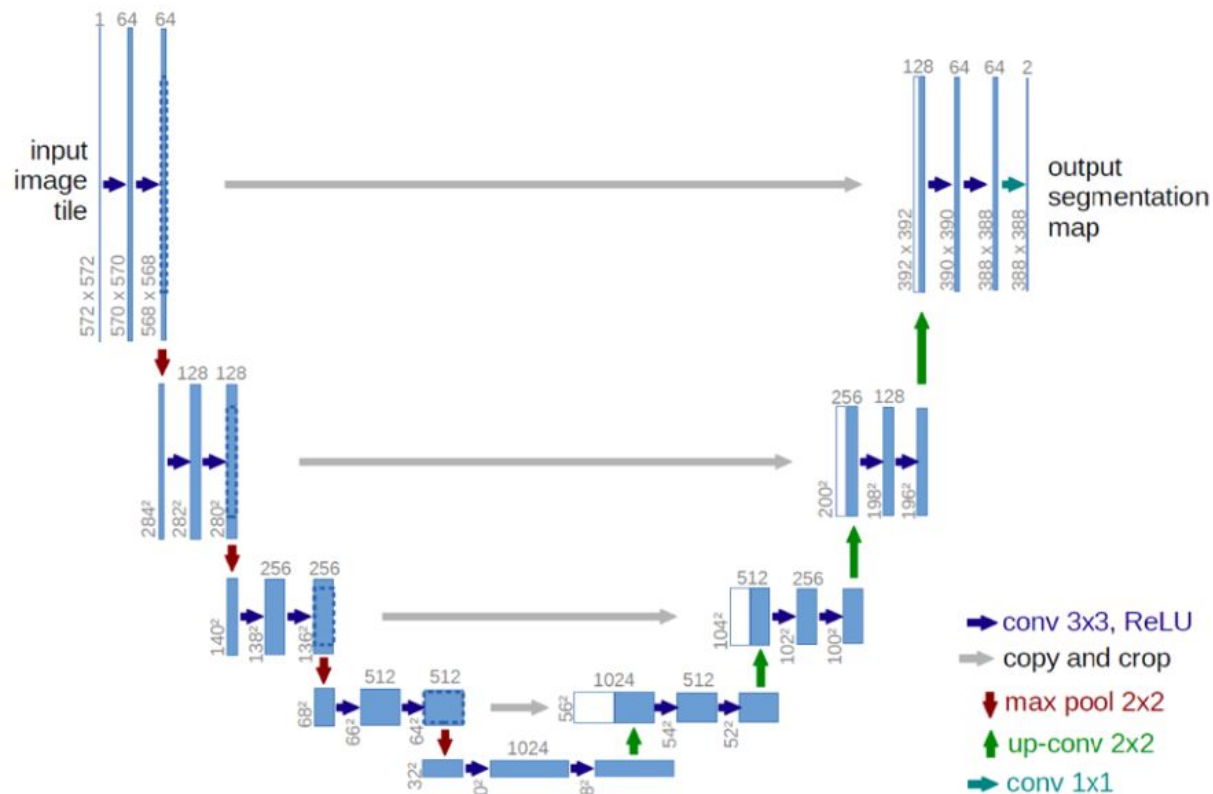 1 64 64
128 64 64 2
input
image
tile
output
segmentation
map
572 x 572
570 x 570
568 x 568
392 x 392
390 x 390
388 x 388
388 x 388
128 128
256 128
284²
282²
280²
200²
198²
196²
256 256
512 256
140²
138²
136²
104²
102²
100²
512 512
1024 512
68²
66²
64²
56²
54²
52²
1024
32²
0²
8²
conv 3x3, ReLU
copy and crop
max pool 2x2
up-conv 2x2
conv 1x1